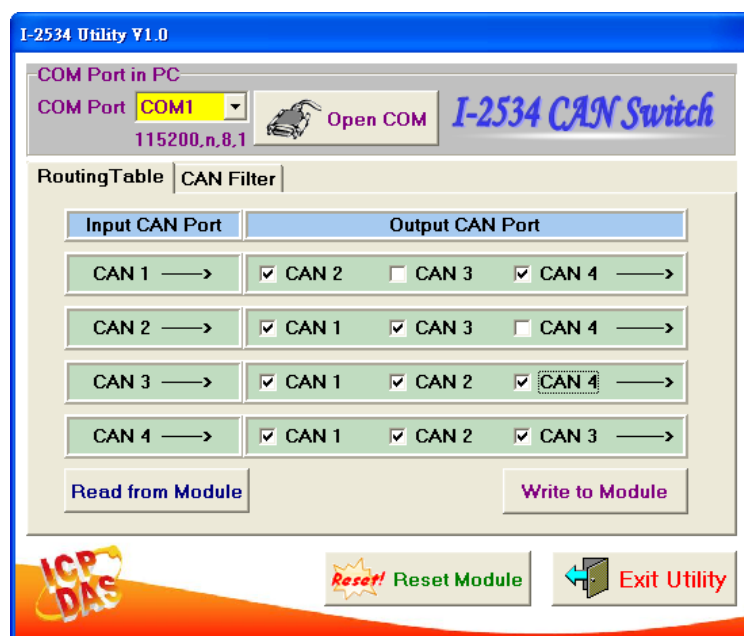 I-2534 Utility V1.0
COM Port in PC
COM Port COM1
115200,n,8,1
Open COM
I-2534 CAN Switch
RoutingTable CAN Filter
Input CAN Port Output CAN Port
CAN 1 CAN 2 CAN 3 CAN 4
CAN 2 CAN 1 CAN 3 CAN 4
CAN 3 CAN 1 CAN 2 CAN 4
CAN 4 CAN 1 CAN 2 CAN 3
Read from Module Write to Module
ICP
DAS
Reset! Reset Module Exit Utility